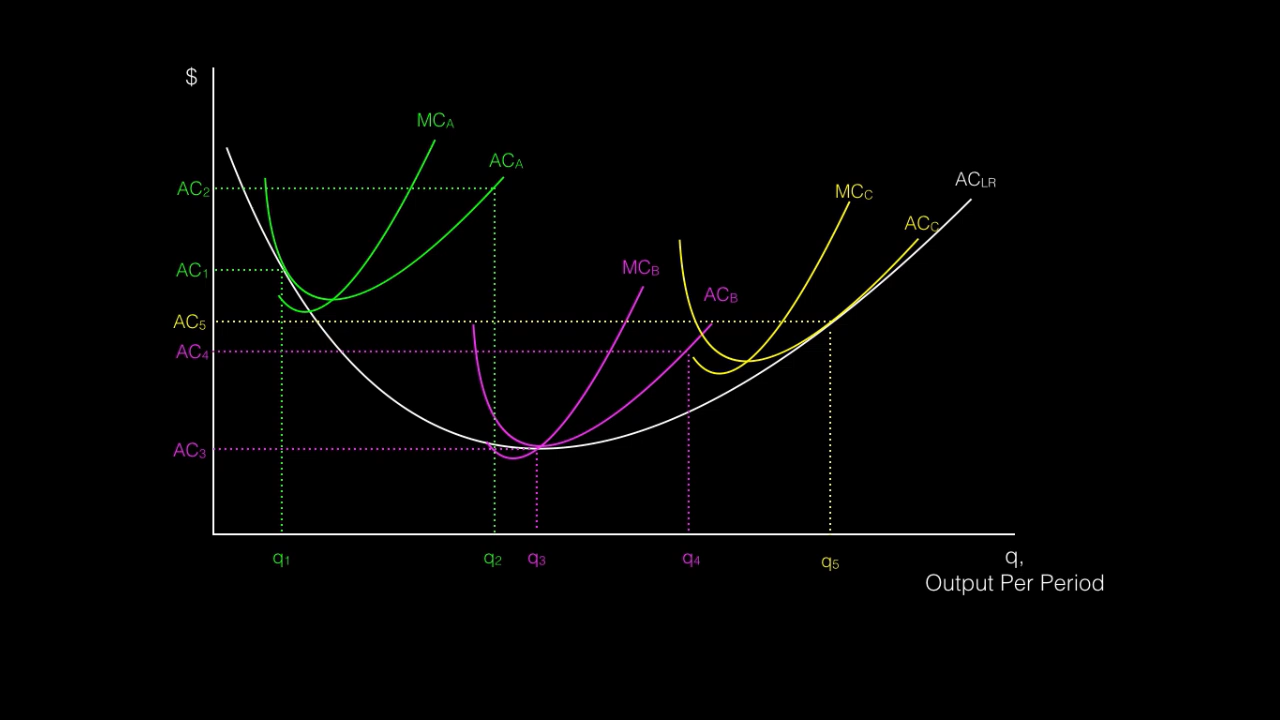 $
MCA
ACA
AC2
ACLR
MCC
ACC
AC1
MCB
ACB
AC5
AC4
AC3
q1
q2
q3
q4
q5
q,
Output Per Period